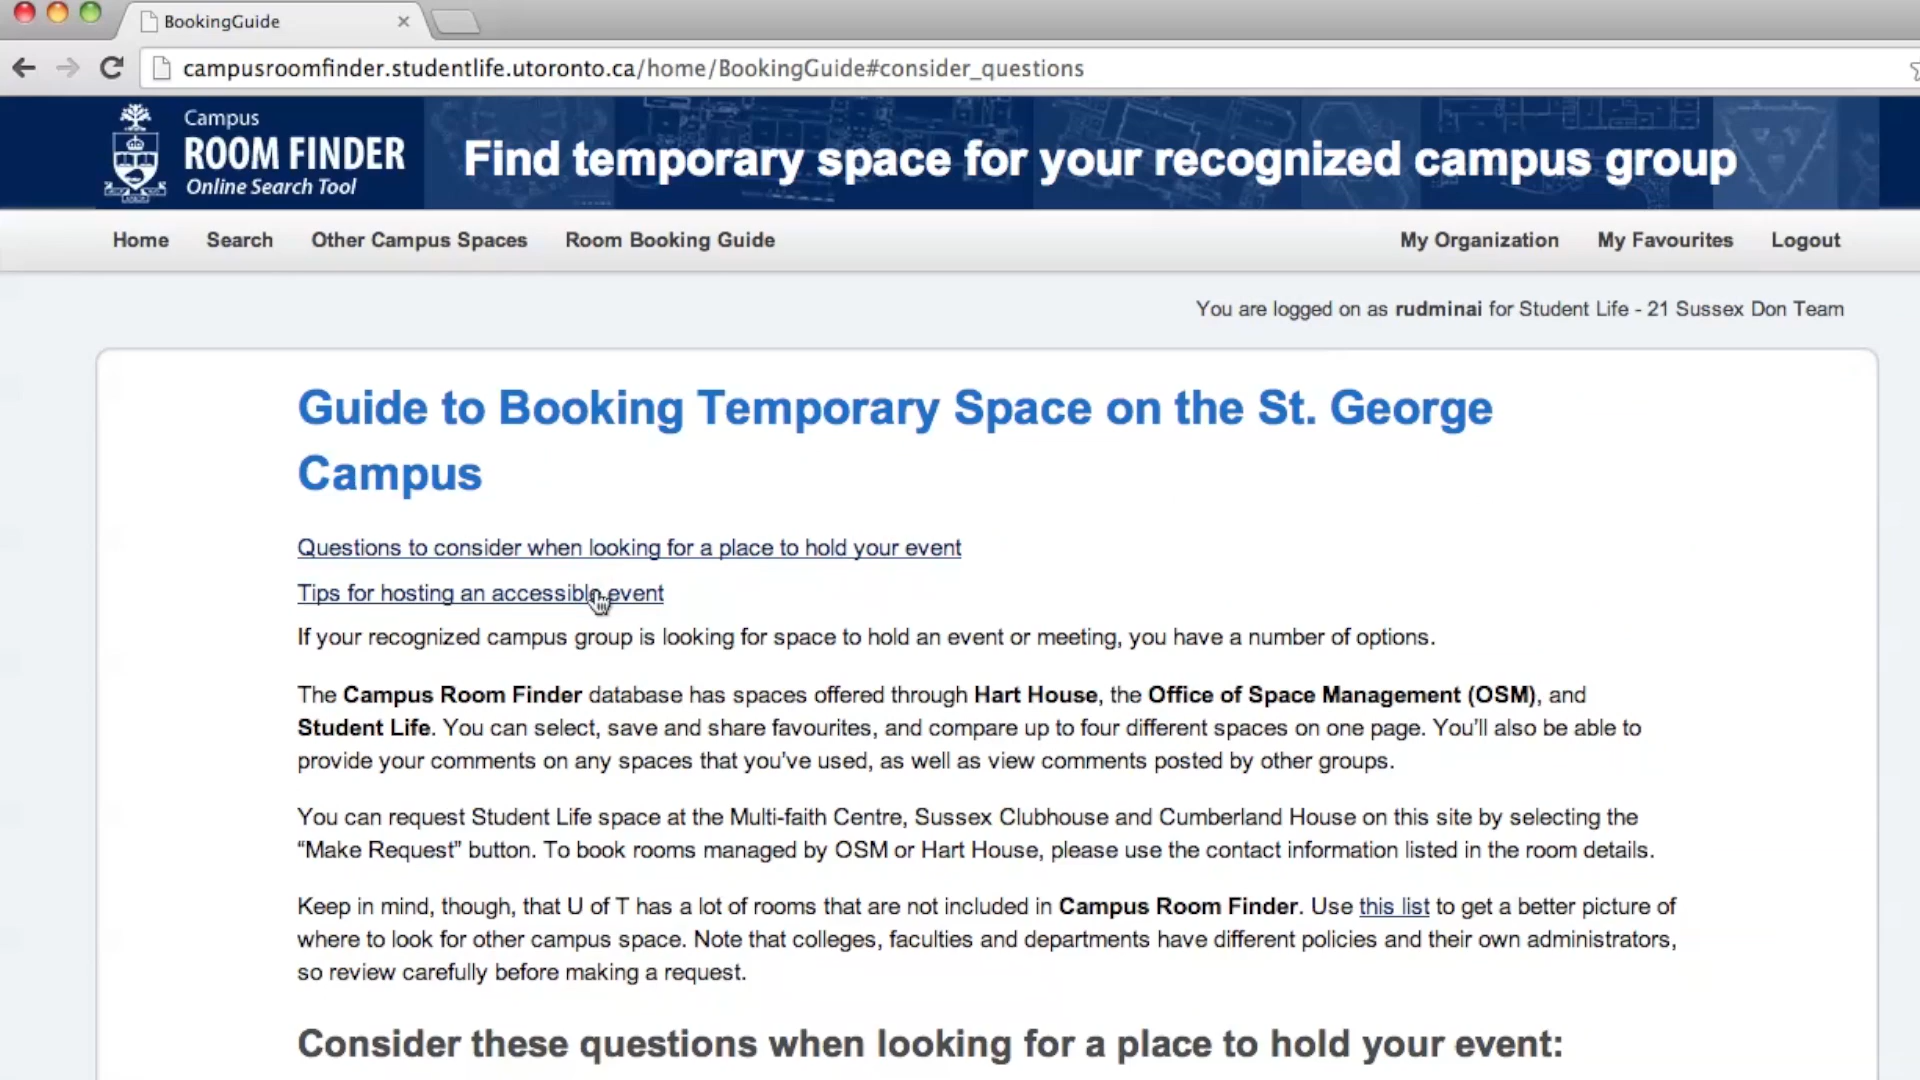 BookingGuide
campusroomfinder.studentlife.utoronto.ca/home/BookingGuide#consider_questions
Campus
ROOM FINDER
Online Search Tool
Find temporary space for your recognized campus group
Home Search Other Campus Spaces Room Booking Guide My Organization My Favourites Logout
You are logged on as rudminai for Student Life - 21 Sussex Don Team
Guide to Booking Temporary Space on the St. George
Campus
Questions to consider when looking for a place to hold your event
Tips for hosting an accessible event
If your recognized campus group is looking for space to hold an event or meeting, you have a number of options.
The Campus Room Finder database has spaces offered through Hart House, the Office of Space Management (OSM), and
Student Life. You can select, save and share favourites, and compare up to four different spaces on one page. You’ll also be able to
provide your comments on any spaces that you’ve used, as well as view comments posted by other groups.
You can request Student Life space at the Multi-faith Centre, Sussex Clubhouse and Cumberland House on this site by selecting the
“Make Request” button. To book rooms managed by OSM or Hart House, please use the contact information listed in the room details.
Keep in mind, though, that U of T has a lot of rooms that are not included in Campus Room Finder. Use this list to get a better picture of
where to look for other campus space. Note that colleges, faculties and departments have different policies and their own administrators,
so review carefully before making a request.
Consider these questions when looking for a place to hold your event: